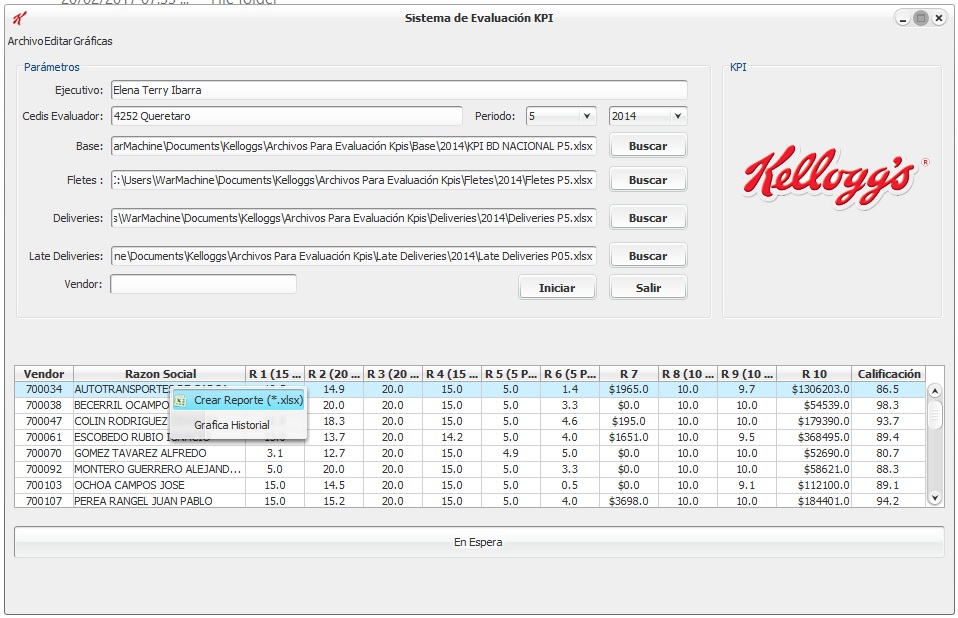 Sistema de Evaluación KPI
Archivo Editar Gráficas
Parámetros
KPI
Ejecutivo: Elena Terry Ibarra
Cedis Evaluador: 4252 Queretaro Periodo: 5 2014
Base: arMachine\Documents\Kelloggs\Archivos Para Evaluación Kpis\Base\2014\KPI BD NACIONAL P5.xlsx Buscar
Fletes : C:\Users\WarMachine\Documents\Kelloggs\Archivos Para Evaluación Kpis\Fletes\2014\Fletes P5.xlsx Buscar
Deliveries: s\WarMachine\Documents\Kelloggs\Archivos Para Evaluación Kpis\Deliveries\2014\Deliveries P5.xlsx Buscar
Late Deliveries: ne\Documents\Kelloggs\Archivos Para Evaluación Kpis\Late Deliveries\2014\Late Deliveries P05.xlsx Buscar
Vendor: Iniciar Salir
Kellogg's®
Vendor Razon Social R 1 (15 ... R 2 (20 ... R 3 (20 ... R 4 (15 ... R 5 (5 P... R 6 (5 P... R 7 R 8 (10 ... R 9 (10 ... R 10 Calificación
700034 14.9 20.0 15.0 5.0 1.4 $1965.0 10.0 9.7 $1306203.0 86.5
700038 BECERRIL OCAMPO 20.0 20.0 15.0 5.0 3.3 $0.0 10.0 10.0 $54539.0 98.3
700047 COLIN RODRIGUEZ 18.3 20.0 15.0 5.0 4.6 $195.0 10.0 10.0 $179390.0 93.7
700061 ESCOBEDO RUBIO 13.7 20.0 14.2 5.0 4.0 $1651.0 10.0 9.5 $368495.0 89.4
700070 GOMEZ TAVAREZ ALFREDO 3.1 12.7 20.0 15.0 4.9 5.0 $0.0 10.0 10.0 $52690.0 80.7
700092 MONTERO GUERRERO ALEJAND... 5.0 20.0 20.0 15.0 5.0 3.3 $0.0 10.0 10.0 $58621.0 88.3
700103 OCHOA CAMPOS JOSE 15.0 14.5 20.0 15.0 5.0 0.5 $0.0 10.0 9.1 $112100.0 89.1
700107 PEREA RANGEL JUAN PABLO 15.0 15.2 20.0 15.0 5.0 4.0 $3698.0 10.0 10.0 $184401.0 94.2
Crear Reporte (*.xlsx)
Grafica Historial
En Espera